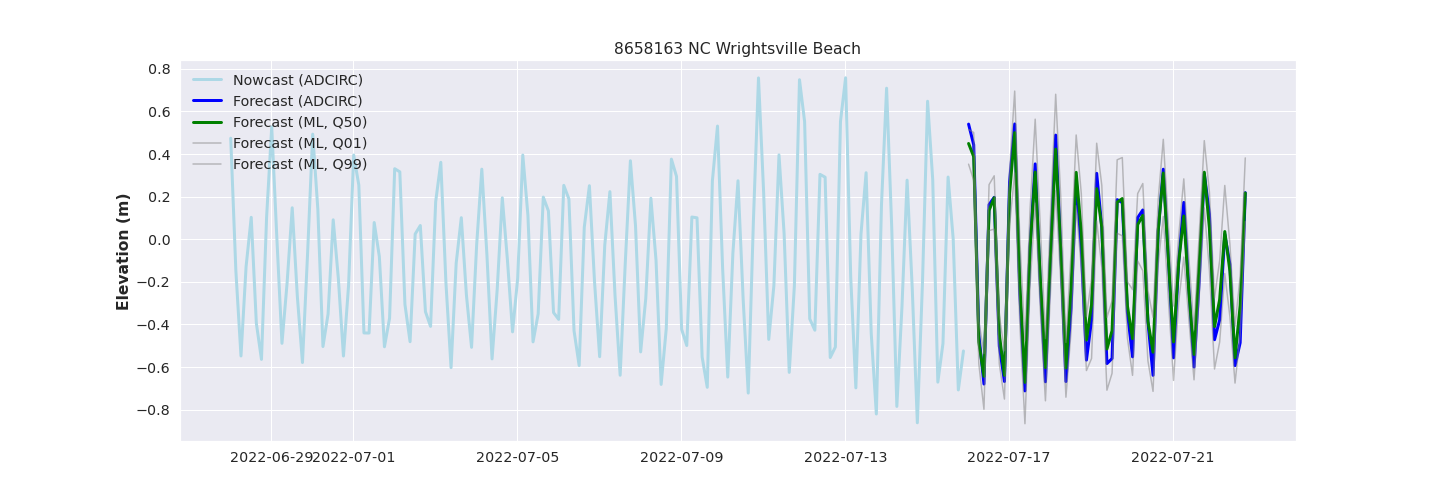 8658163 NC Wrightsville Beach
Nowcast (ADCIRC)
Forecast (ADCIRC)
Forecast (ML, Q50)
Forecast (ML, Q01)
Forecast (ML, Q99)
Elevation (m)
0.8
0.6
0.4
0.2
0.0
−0.2
−0.4
−0.6
−0.8
2022-06-29 2022-07-01 2022-07-05 2022-07-09 2022-07-13 2022-07-17 2022-07-21